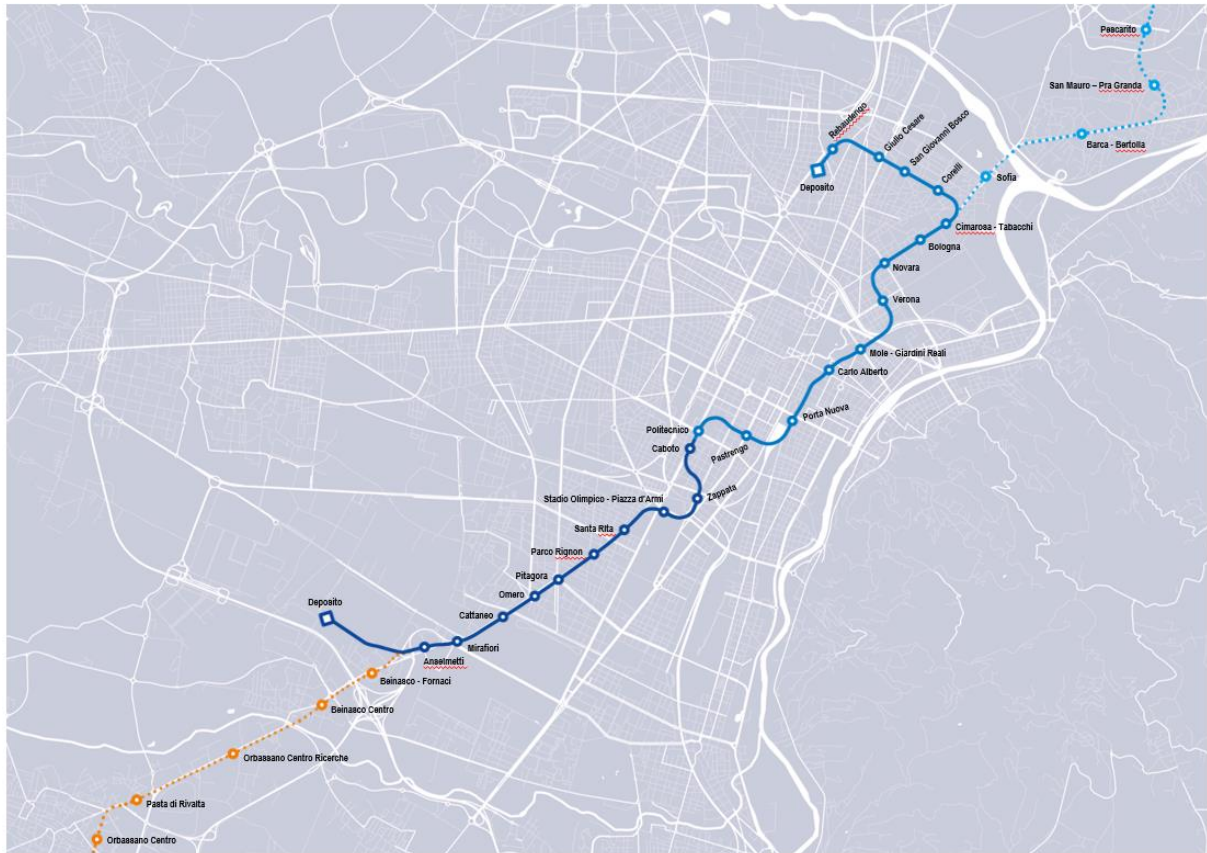 Pescarito
San Mauro – Pra Granda
Barca - Bertolla
Sofia
Rebaudengo
Giulio Cesare
San Giovanni Bosco
Corelli
Deposito
Cimarosa - Tabacchi
Bologna
Novara
Verona
Mole - Giardini Reali
Carlo Alberto
Porta Nuova
Politecnico
Pastrengo
Caboto
Zappata
Stadio Olimpico - Piazza d'Armi
Santa Rita
Parco Rignon
Pitagora
Omero
Cattaneo
Deposito
Mirafiori
Anselmetti
Beinasco - Fornaci
Beinasco Centro
Orbassano Centro Ricerche
Pasta di Rivalta
Orbassano Centro